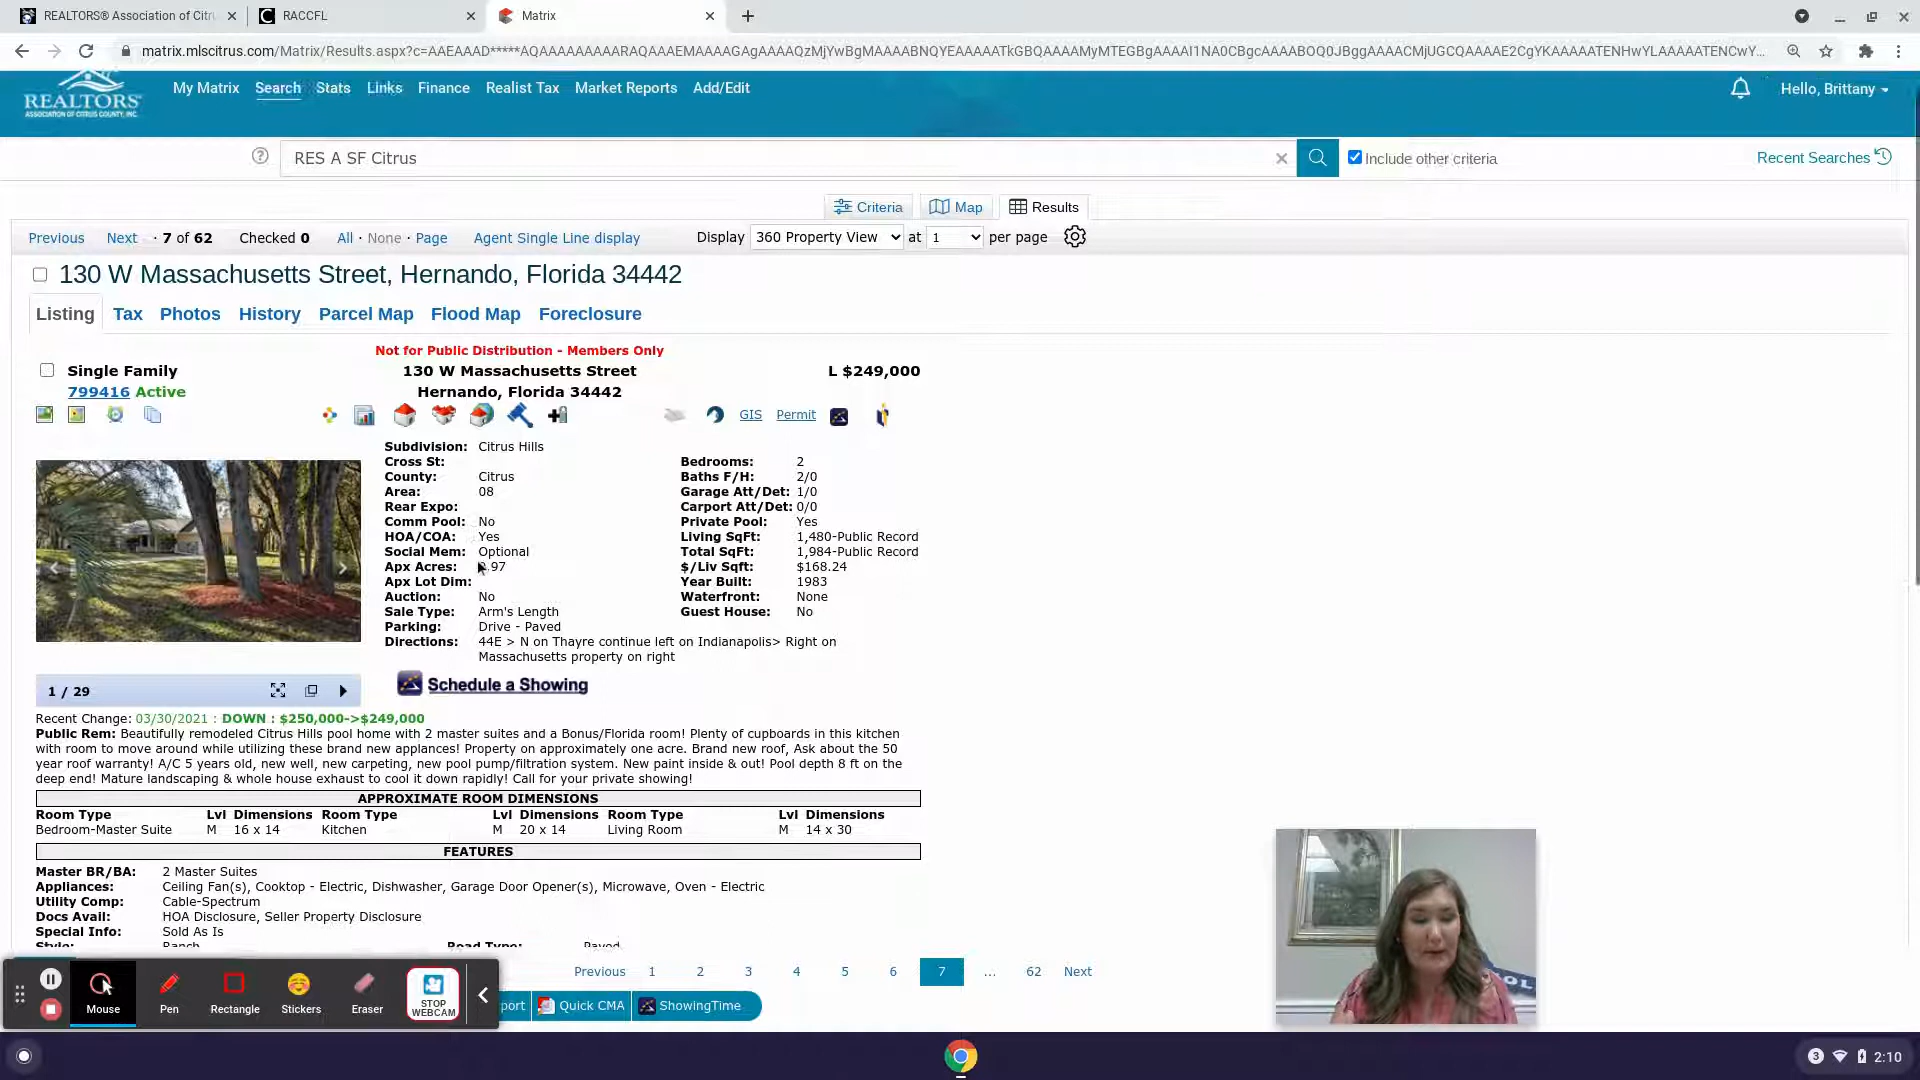 REALTORS® Association of Citru
RACCFL
Matrix
matrix.mlscitrus.com/Matrix/Results.aspx?c=AAEAAAD*****AQAAAAAAAAARAQAAAEMAAAAGAgAAAAQzMjYwBgMAAAABNQYEAAAAATkGBQAAAAMyMTEGBgAAAAI1NA0CBgcAAAABOQ0JBggAAAACMjUGCQAAAAE2CgYKAAAAATENHwYLAAAAATENCwY...
REALTORS
ASSOCIATION OF CITRUS COUNTY, INC.
My Matrix Search Stats Links Finance Realist Tax Market Reports Add/Edit
Hello, Brittany
RES A SF Citrus
Include other criteria
Recent Searches
Criteria Map Results
Previous Next · 7 of 62 Checked 0 All · None · Page Agent Single Line display Display 360 Property View at 1 per page
130 W Massachusetts Street, Hernando, Florida 34442
Listing Tax Photos History Parcel Map Flood Map Foreclosure
Not for Public Distribution - Members Only
Single Family 130 W Massachusetts Street L $249,000
799416 Active Hernando, Florida 34442
GIS Permit
Subdivision: Citrus Hills
Cross St: Bedrooms: 2
County: Citrus Baths F/H: 2/0
Area: 08 Garage Att/Det: 1/0
Rear Expo: Carport Att/Det: 0/0
Comm Pool: No Private Pool: Yes
HOA/COA: Yes Living SqFt: 1,480-Public Record
Social Mem: Optional Total SqFt: 1,984-Public Record
Apx Acres: .97 $/Liv Sqft: $168.24
Apx Lot Dim: Year Built: 1983
Auction: No Waterfront: None
Sale Type: Arm's Length Guest House: No
Parking: Drive - Paved
Directions: 44E > N on Thayre continue left on Indianapolis> Right on
Massachusetts property on right
Schedule a Showing
1 / 29
Recent Change: 03/30/2021 : DOWN : $250,000->$249,000
Public Rem: Beautifully remodeled Citrus Hills pool home with 2 master suites and a Bonus/Florida room! Plenty of cupboards in this kitchen
with room to move around while utilizing these brand new appliances! Property on approximately one acre. Brand new roof, Ask about the 50
year roof warranty! A/C 5 years old, new well, new carpeting, new pool pump/filtration system. New paint inside & out! Pool depth 8 ft on the
deep end! Mature landscaping & whole house exhaust to cool it down rapidly! Call for your private showing!
APPROXIMATE ROOM DIMENSIONS
Room Type Lvl Dimensions Room Type Lvl Dimensions Room Type Lvl Dimensions
Bedroom-Master Suite M 16 x 14 Kitchen M 20 x 14 Living Room M 14 x 30
FEATURES
Master BR/BA: 2 Master Suites
Appliances: Ceiling Fan(s), Cooktop - Electric, Dishwasher, Garage Door Opener(s), Microwave, Oven - Electric
Utility Comp: Cable-Spectrum
Docs Avail: HOA Disclosure, Seller Property Disclosure
Special Info: Sold As Is
Style: Ranch Road Type: Paved
Previous 1 2 3 4 5 6 7 ... 62 Next
port Quick CMA ShowingTime
Mouse Pen Rectangle Stickers Eraser STOP WEBCAM
OL
3 2:10